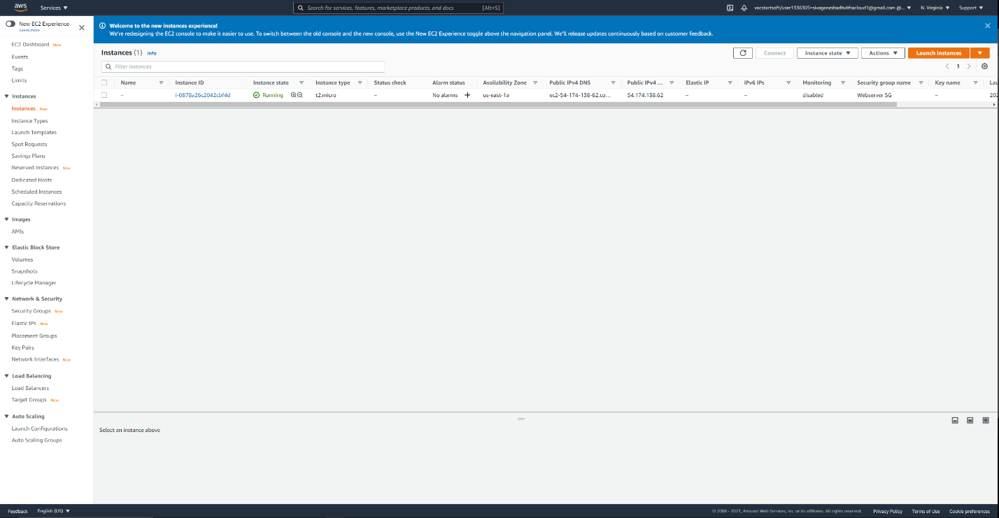 aws Services Search for services, features, marketplace products, and docs [Alt+S] vocstartsoft/user1336305=sivaganeshadhvithacloud1@gmail.com @... N. Virginia Support
New EC2 Experience
Learn more
EC2 Dashboard New
Events
Tags
Limits
Instances
Instances New
Instance Types
Launch Templates
Spot Requests
Savings Plans
Reserved Instances New
Dedicated Hosts
Scheduled Instances
Capacity Reservations
Images
AMIs
Elastic Block Store
Volumes
Snapshots
Lifecycle Manager
Network & Security
Security Groups New
Elastic IPs New
Placement Groups
Key Pairs
Network Interfaces New
Load Balancing
Load Balancers
Target Groups New
Auto Scaling
Launch Configurations
Auto Scaling Groups
Welcome to the new instances experience!
We're redesigning the EC2 console to make it easier to use. To switch between the old console and the new console, use the New EC2 Experience toggle above the navigation panel. We'll release updates continuously based on customer feedback.
Instances (1) Info Connect Instance state Actions Launch instances
Filter instances 1
Name Instance ID Instance state Instance type Status check Alarm status Availability Zone Public IPv4 DNS Public IPv4 ... Elastic IP IPv6 IPs Monitoring Security group name Key name Lau
– i-0878a26c2042cbf4d Running t2.micro – No alarms + us-east-1a ec2-54-174-138-62.co... 54.174.138.62 – – disabled Webserver SG – 202
Select an instance above
Feedback English (US) © 2008 - 2021, Amazon Web Services, Inc. or its affiliates. All rights reserved. Privacy Policy Terms of Use Cookie preferences